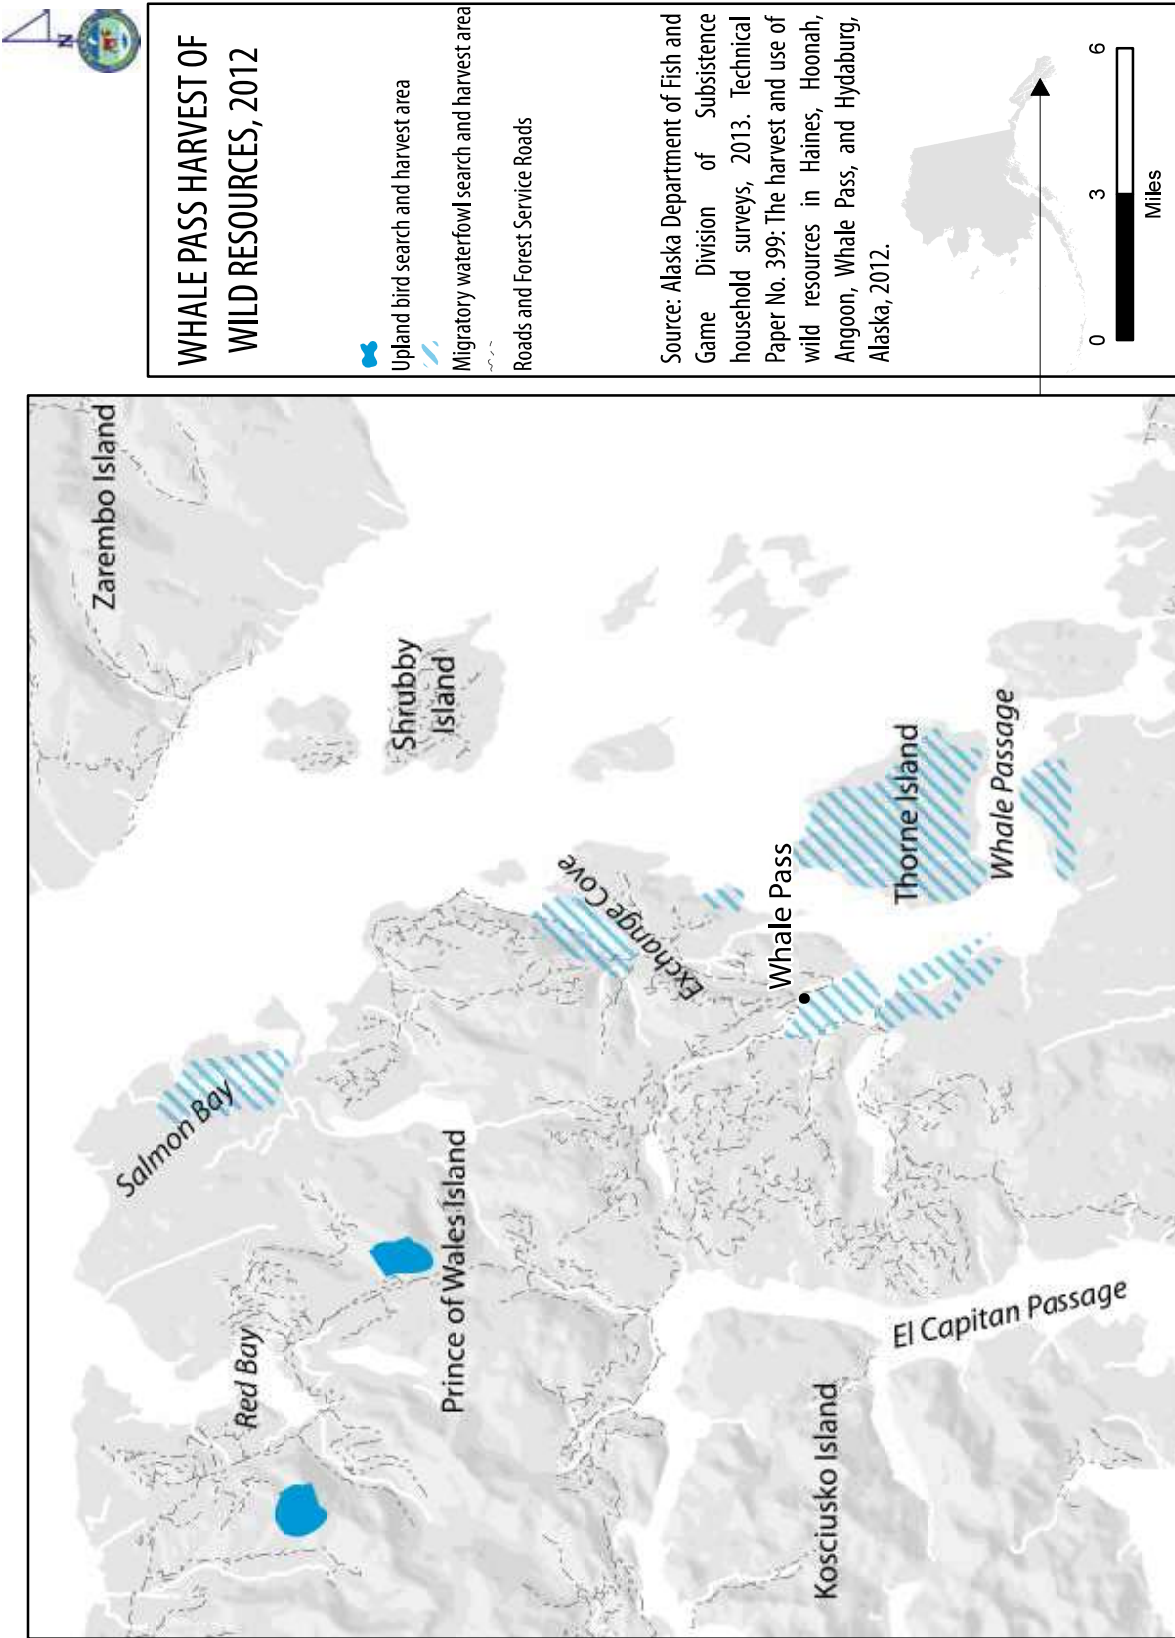 WHALE PASS HARVEST OF
WILD RESOURCES, 2012
Upland bird search and harvest area
Migratory waterfowl search and harvest area
Roads and Forest Service Roads
Source: Alaska Department of Fish and
Game Division of Subsistence
household surveys, 2013. Technical
Paper No. 399: The harvest and use of
wild resources in Haines, Hoonah,
Angoon, Whale Pass, and Hydaburg,
Alaska, 2012.
0 3 6
Miles
N
Zarembo Island
Shrubby
Island
Salmon Bay
Red Bay
Prince of Wales Island
Exchange Cove
Whale Pass
Thorne Island
Whale Passage
El Capitan Passage
Kosciusko Island